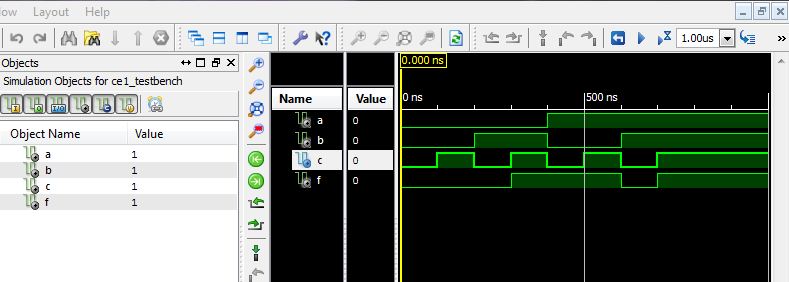 ow Layout Help
1.00us
Objects
Simulation Objects for ce1_testbench
Object Name Value
a 1
b 1
c 1
f 1
Name Value
a 0
b 0
c 0
f 0
0.000 ns
0 ns 500 ns